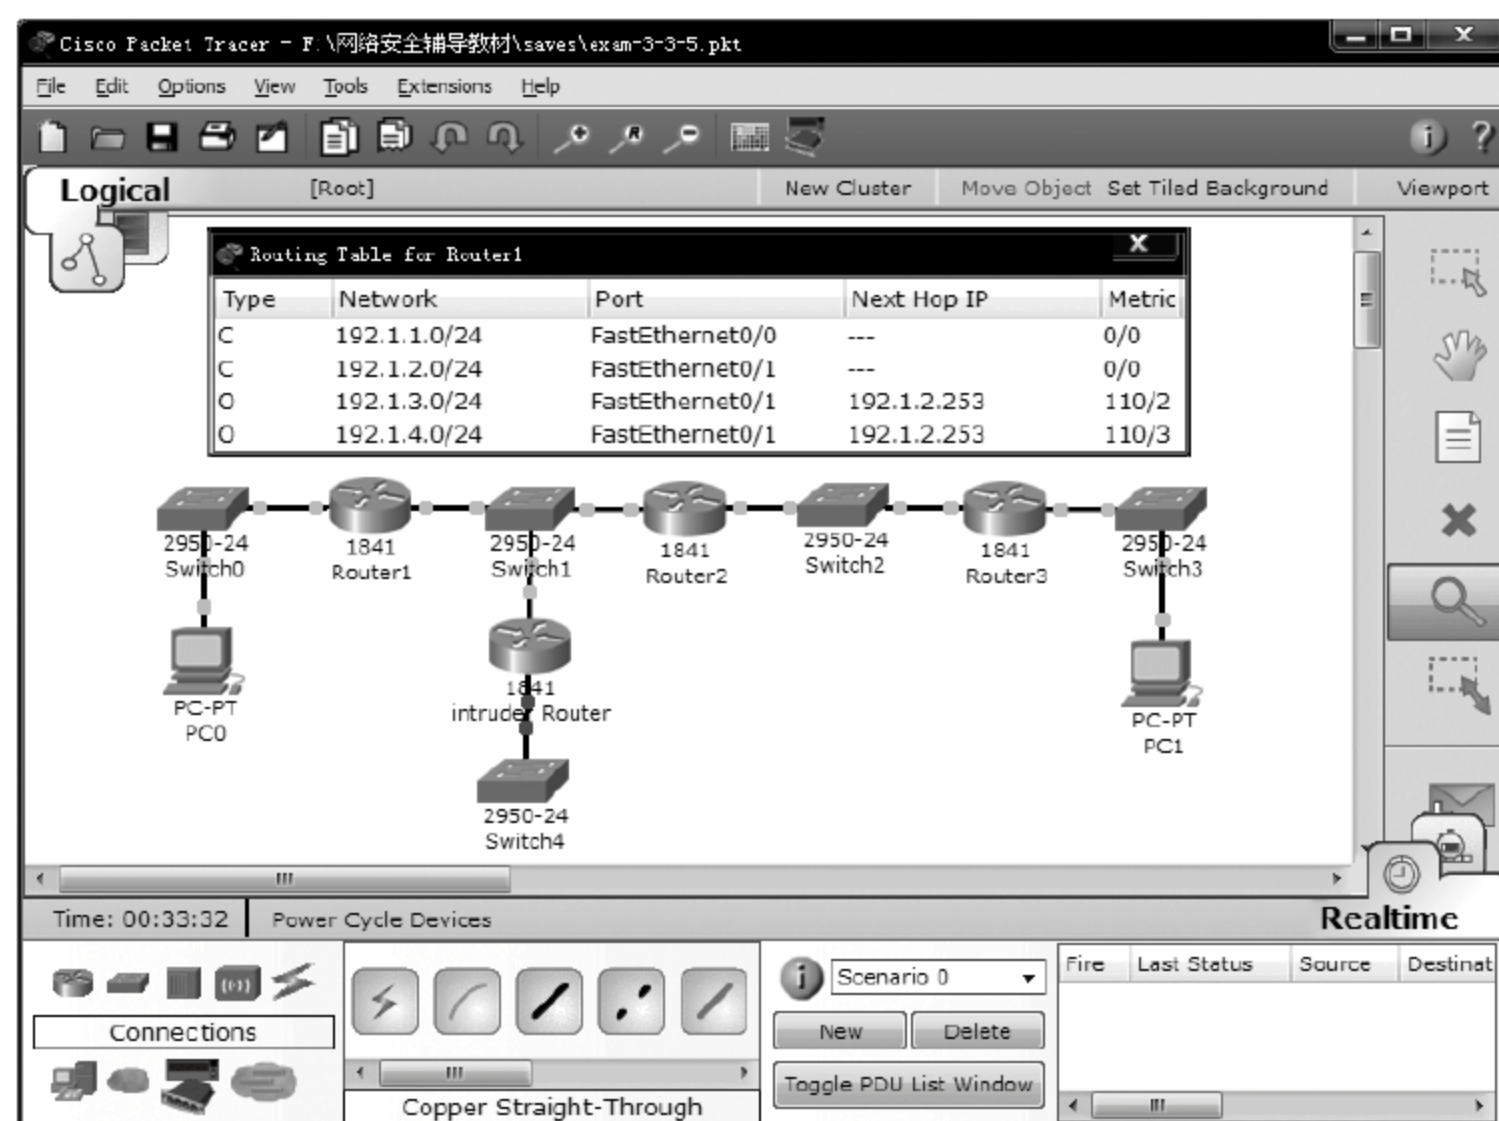 Cisco Packet Tracer - F:\网络安全辅导教材\saves\exam-3-3-5.pkt
File Edit Options View Tools Extensions Help
Logical [Root] New Cluster Move Object Set Tiled Background Viewport
Routing Table for Router1
Type Network Port Next Hop IP Metric
C 192.1.1.0/24 FastEthernet0/0 --- 0/0
C 192.1.2.0/24 FastEthernet0/1 --- 0/0
O 192.1.3.0/24 FastEthernet0/1 192.1.2.253 110/2
O 192.1.4.0/24 FastEthernet0/1 192.1.2.253 110/3
2950-24
Switch0
1841
Router1
2950-24
Switch1
1841
Router2
2950-24
Switch2
1841
Router3
2950-24
Switch3
PC-PT
PC0
1841
intruder Router
PC-PT
PC1
2950-24
Switch4
Time: 00:33:32 Power Cycle Devices Realtime
Connections
Copper Straight-Through
Scenario 0
New Delete
Toggle PDU List Window
Fire Last Status Source Destinat